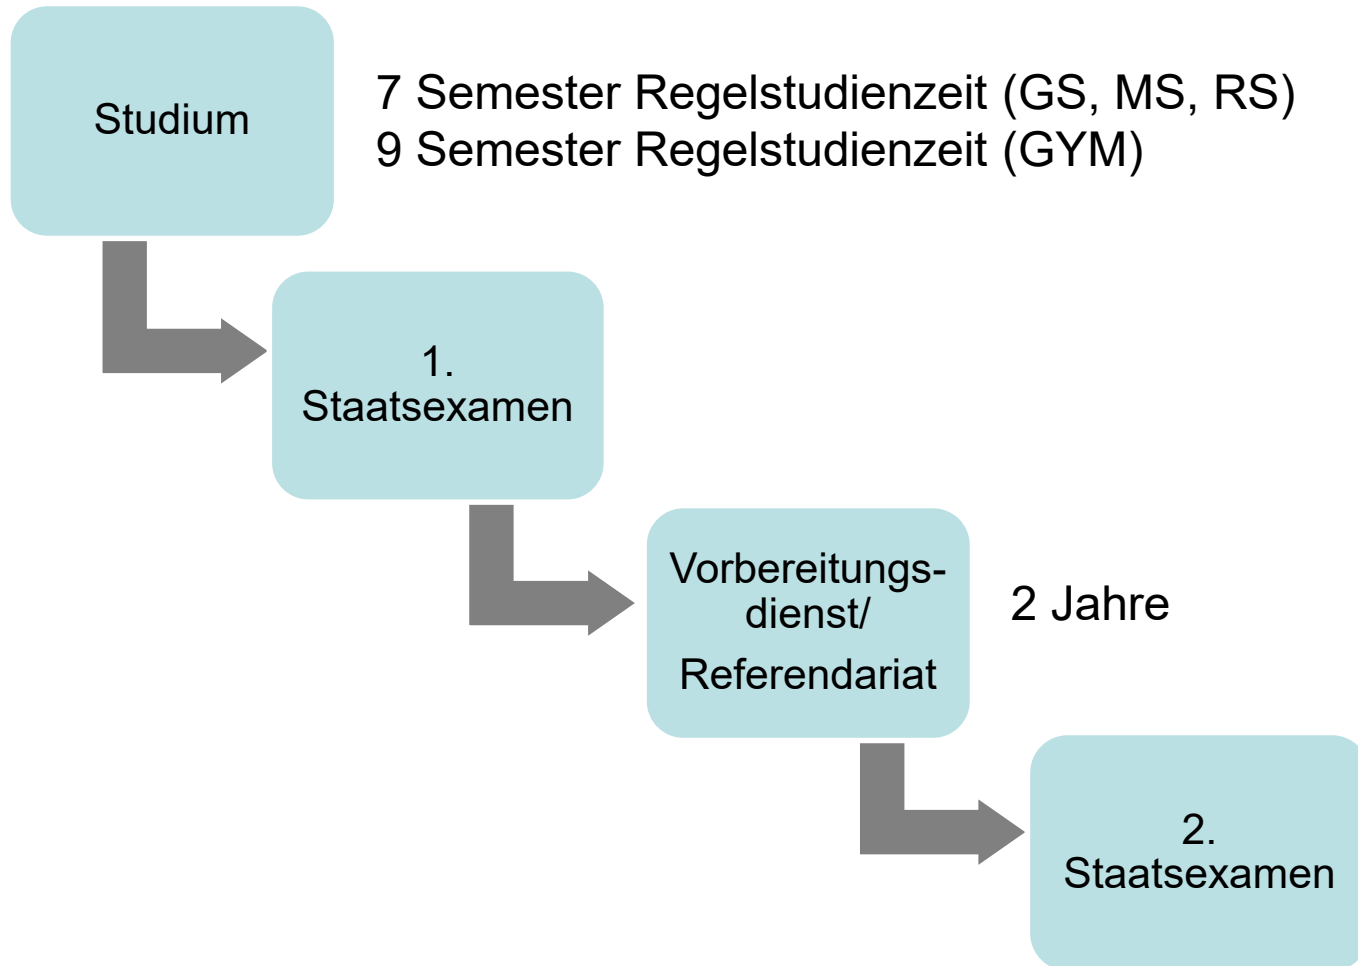 Studium
7 Semester Regelstudienzeit (GS, MS, RS)
9 Semester Regelstudienzeit (GYM)
1.
Staatsexamen
Vorbereitungs-
dienst/
Referendariat
2 Jahre
2.
Staatsexamen